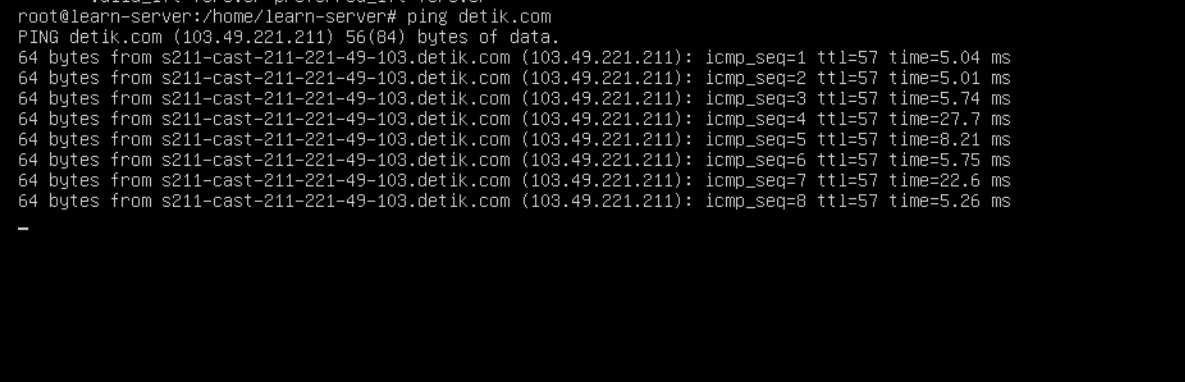 root@learn-server:/home/learn-server# ping detik.com
PING detik.com (103.49.221.211) 56(84) bytes of data.
64 bytes from s211-cast-211-221-49-103.detik.com (103.49.221.211): icmp_seq=1 ttl=57 time=5.04 ms
64 bytes from s211-cast-211-221-49-103.detik.com (103.49.221.211): icmp_seq=2 ttl=57 time=5.01 ms
64 bytes from s211-cast-211-221-49-103.detik.com (103.49.221.211): icmp_seq=3 ttl=57 time=5.74 ms
64 bytes from s211-cast-211-221-49-103.detik.com (103.49.221.211): icmp_seq=4 ttl=57 time=27.7 ms
64 bytes from s211-cast-211-221-49-103.detik.com (103.49.221.211): icmp_seq=5 ttl=57 time=8.21 ms
64 bytes from s211-cast-211-221-49-103.detik.com (103.49.221.211): icmp_seq=6 ttl=57 time=5.75 ms
64 bytes from s211-cast-211-221-49-103.detik.com (103.49.221.211): icmp_seq=7 ttl=57 time=22.6 ms
64 bytes from s211-cast-211-221-49-103.detik.com (103.49.221.211): icmp_seq=8 ttl=57 time=5.26 ms